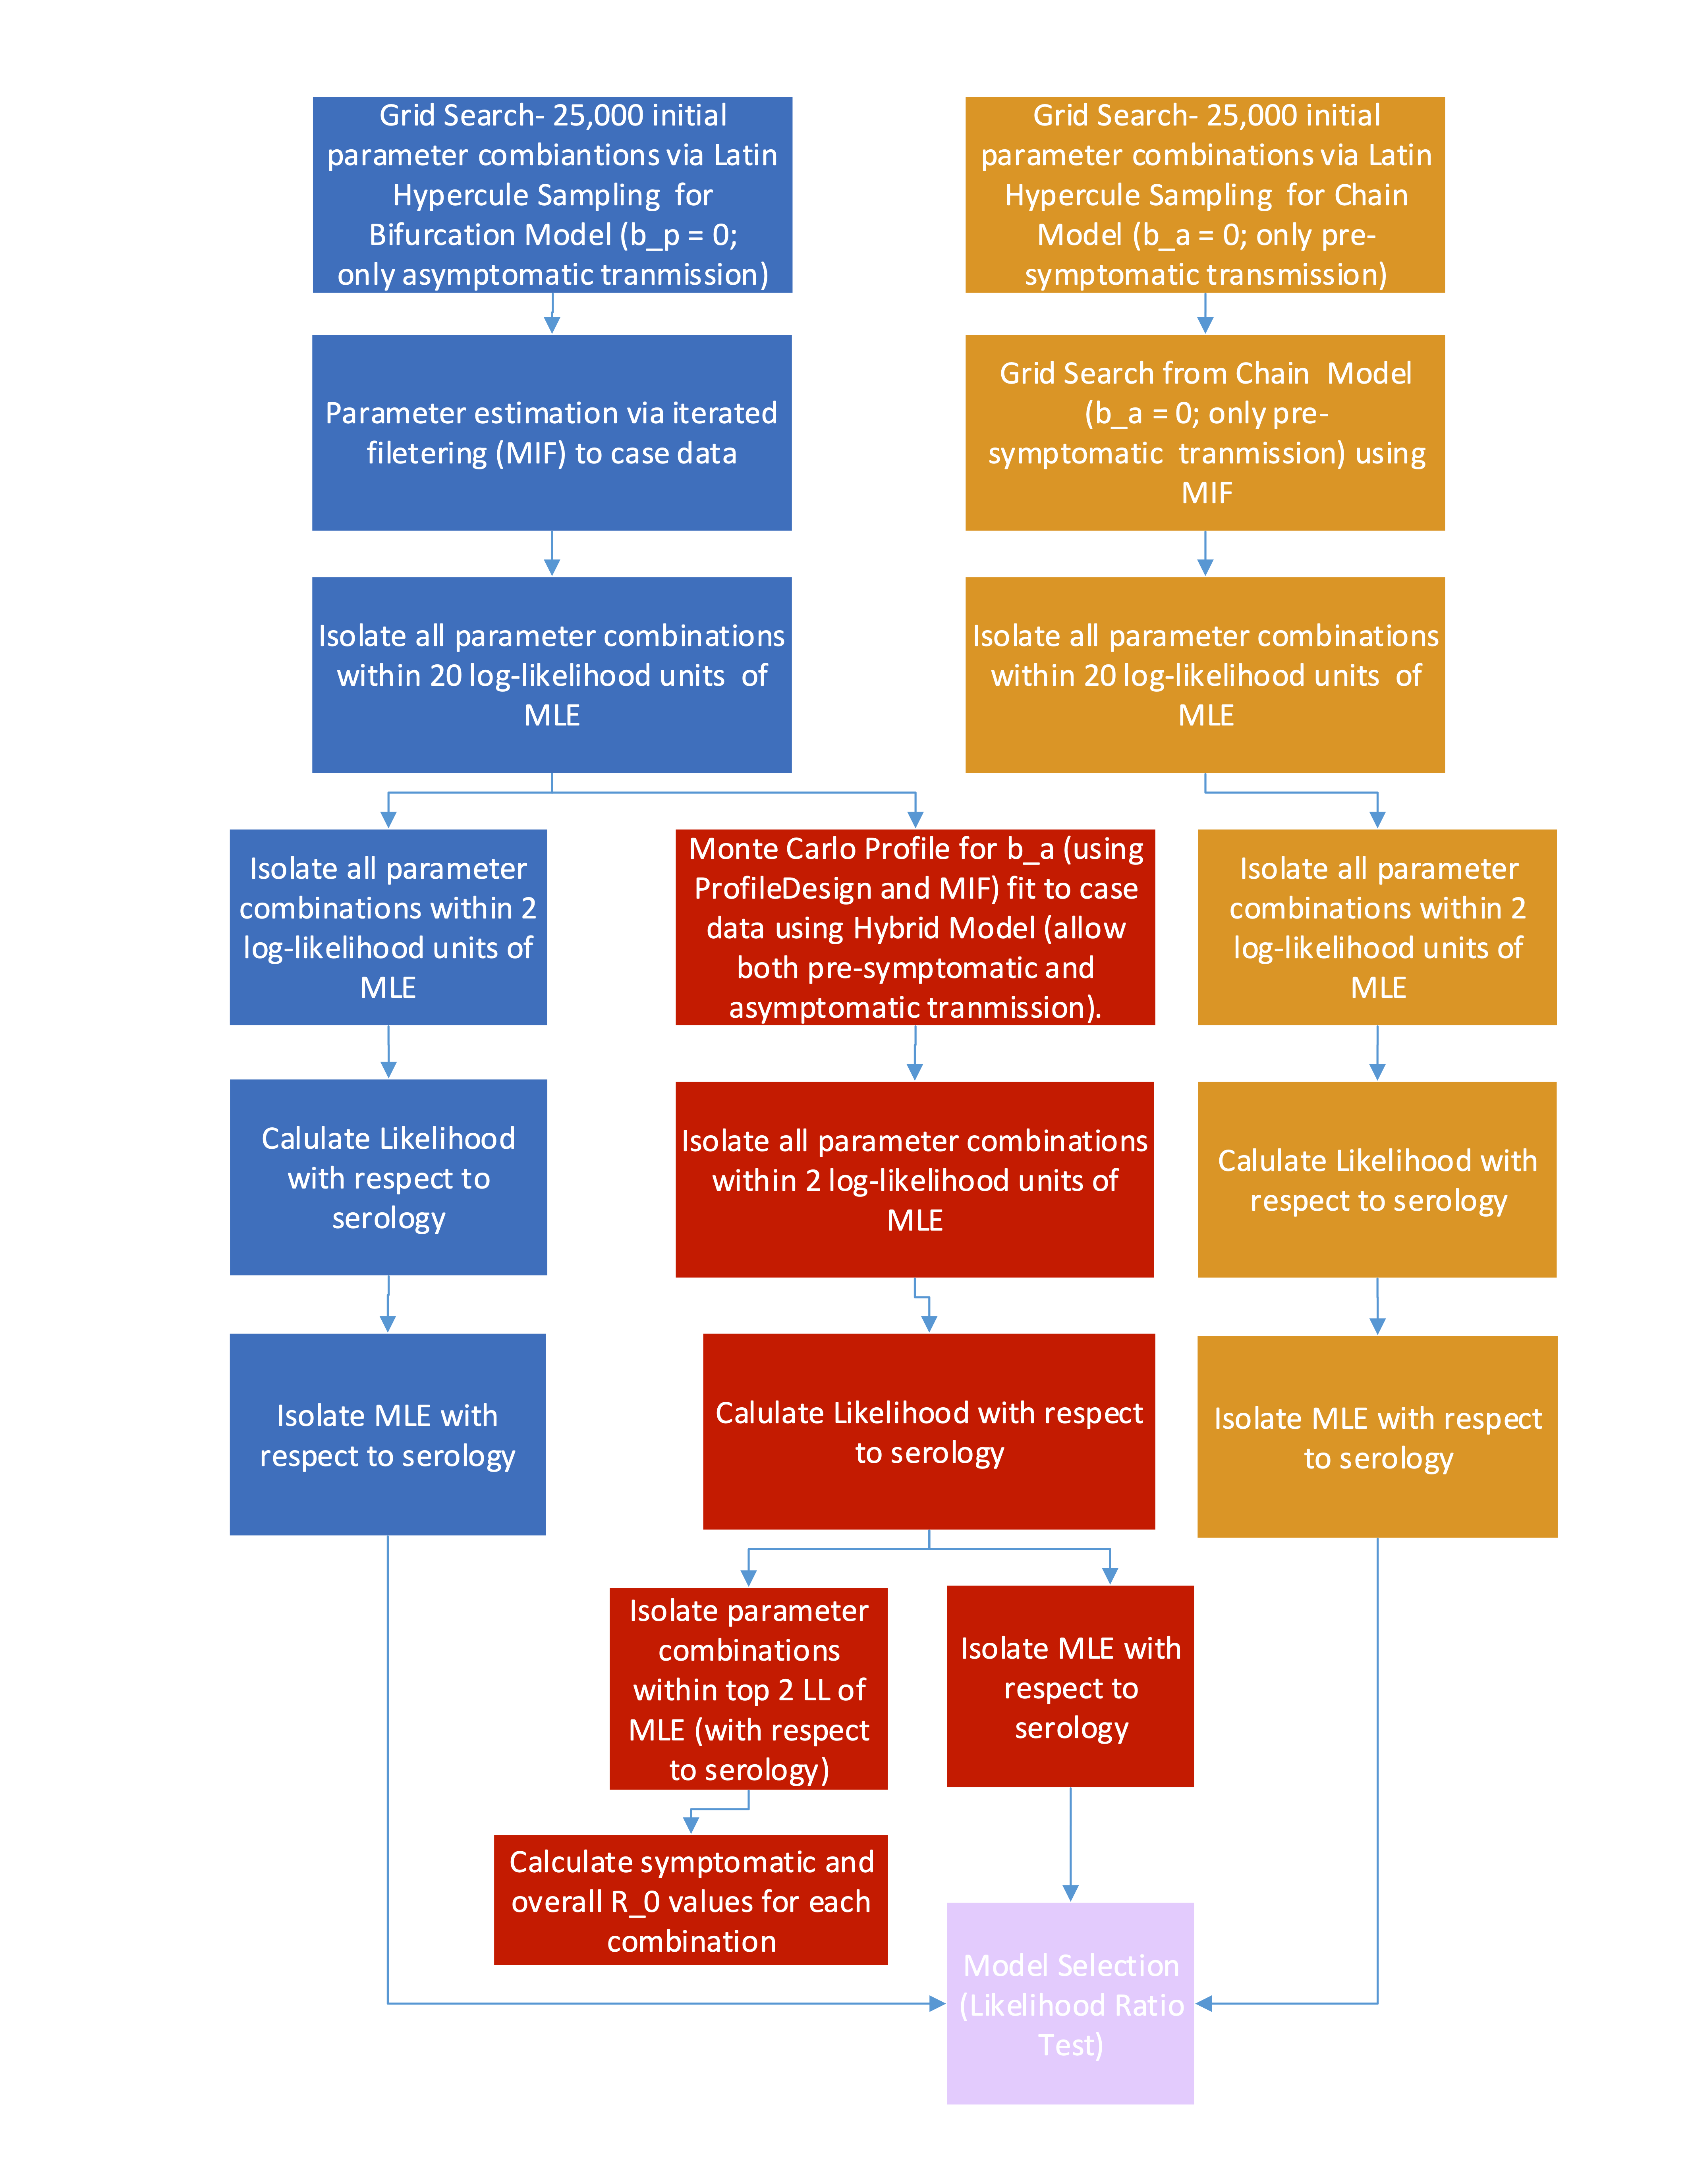 Grid Search- 25,000 initial
parameter combiantions via Latin
Hypercule Sampling for
Bifurcation Model (b_p = 0;
only asymptomatic tranmission)
Grid Search- 25,000 initial
parameter combinations via Latin
Hypercule Sampling for Chain
Model (b_a = 0; only pre-
symptomatic transmission)
Parameter estimation via iterated
filetering (MIF) to case data
Grid Search from Chain Model
(b_a = 0; only pre-
symptomatic tranmission) using
MIF
Isolate all parameter combinations
within 20 log-likelihood units of
MLE
Isolate all parameter combinations
within 20 log-likelihood units of
MLE
Isolate all parameter
combinations within 2
log-likelihood units of
MLE
Monte Carlo Profile for b_a (using
ProfileDesign and MIF) fit to case
data using Hybrid Model (allow
both pre-symptomatic and
asymptomatic tranmission).
Isolate all parameter
combinations within 2
log-likelihood units of
MLE
Calulate Likelihood
with respect to
serology
Isolate all parameter combinations
within 2 log-likelihood units of
MLE
Calulate Likelihood with
respect to serology
Isolate MLE with
respect to serology
Calulate Likelihood with respect
to serology
Isolate MLE with respect
to serology
Isolate parameter
combinations
within top 2 LL of
MLE (with respect
to serology)
Isolate MLE with
respect to
serology
Calculate symptomatic and
overall R_0 values for each
combination
Model Selection
(Likelihood Ratio
Test)